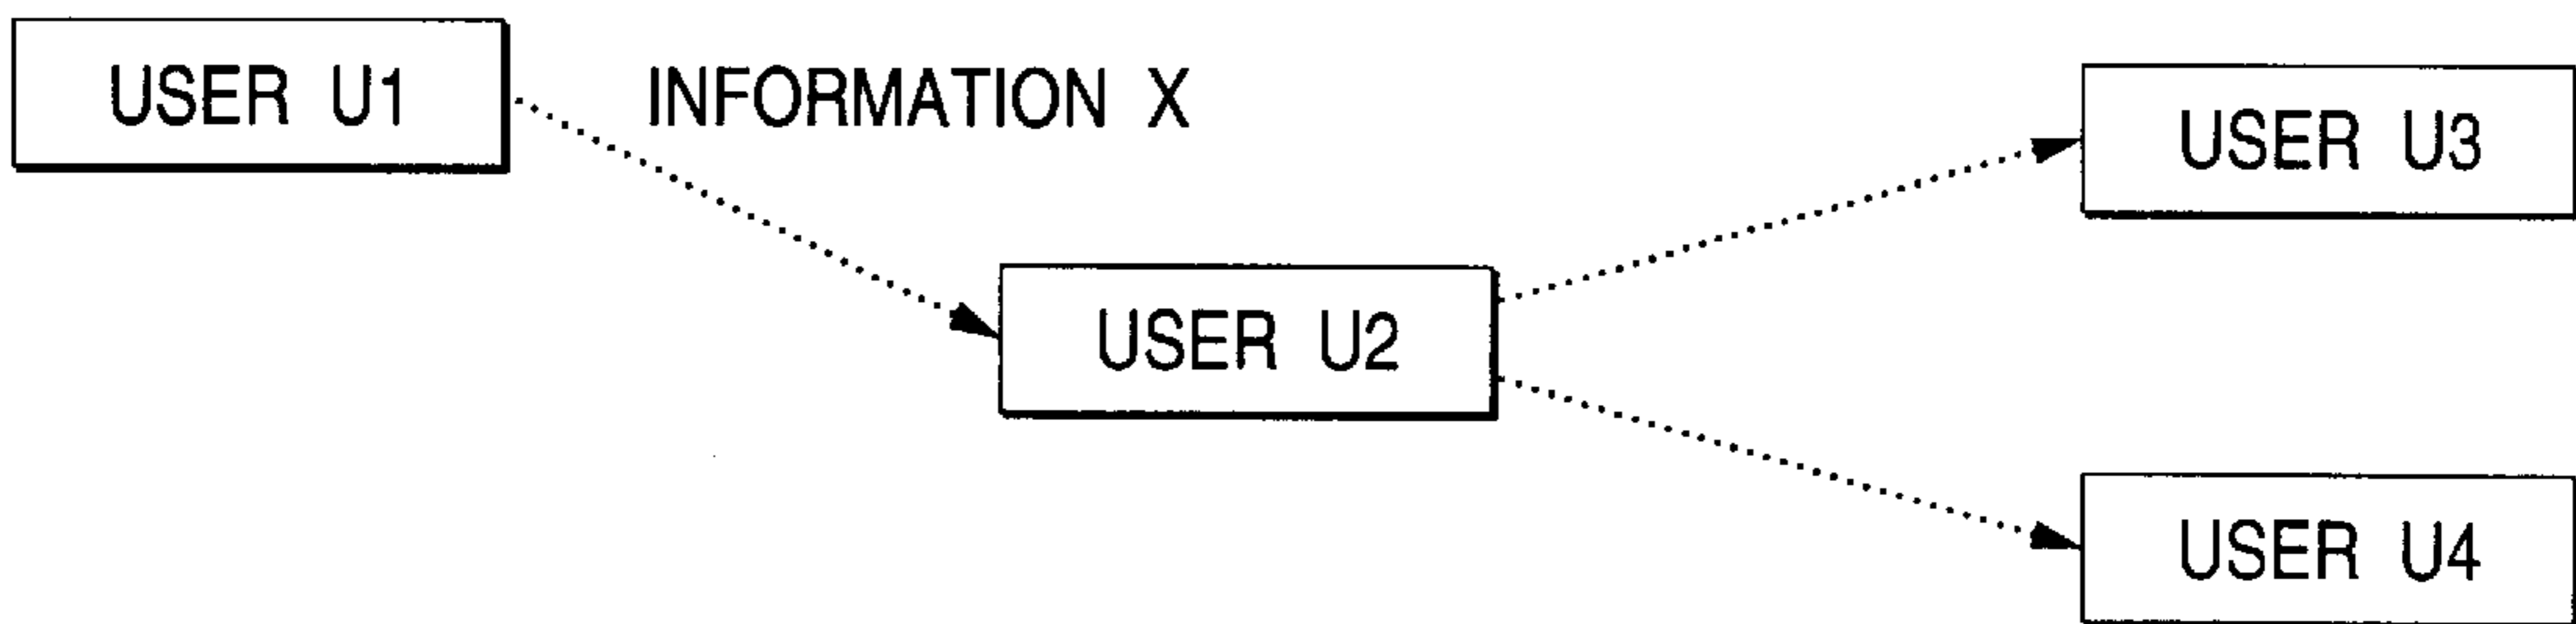 USER U1
INFORMATION X
USER U3
USER U2
USER U4